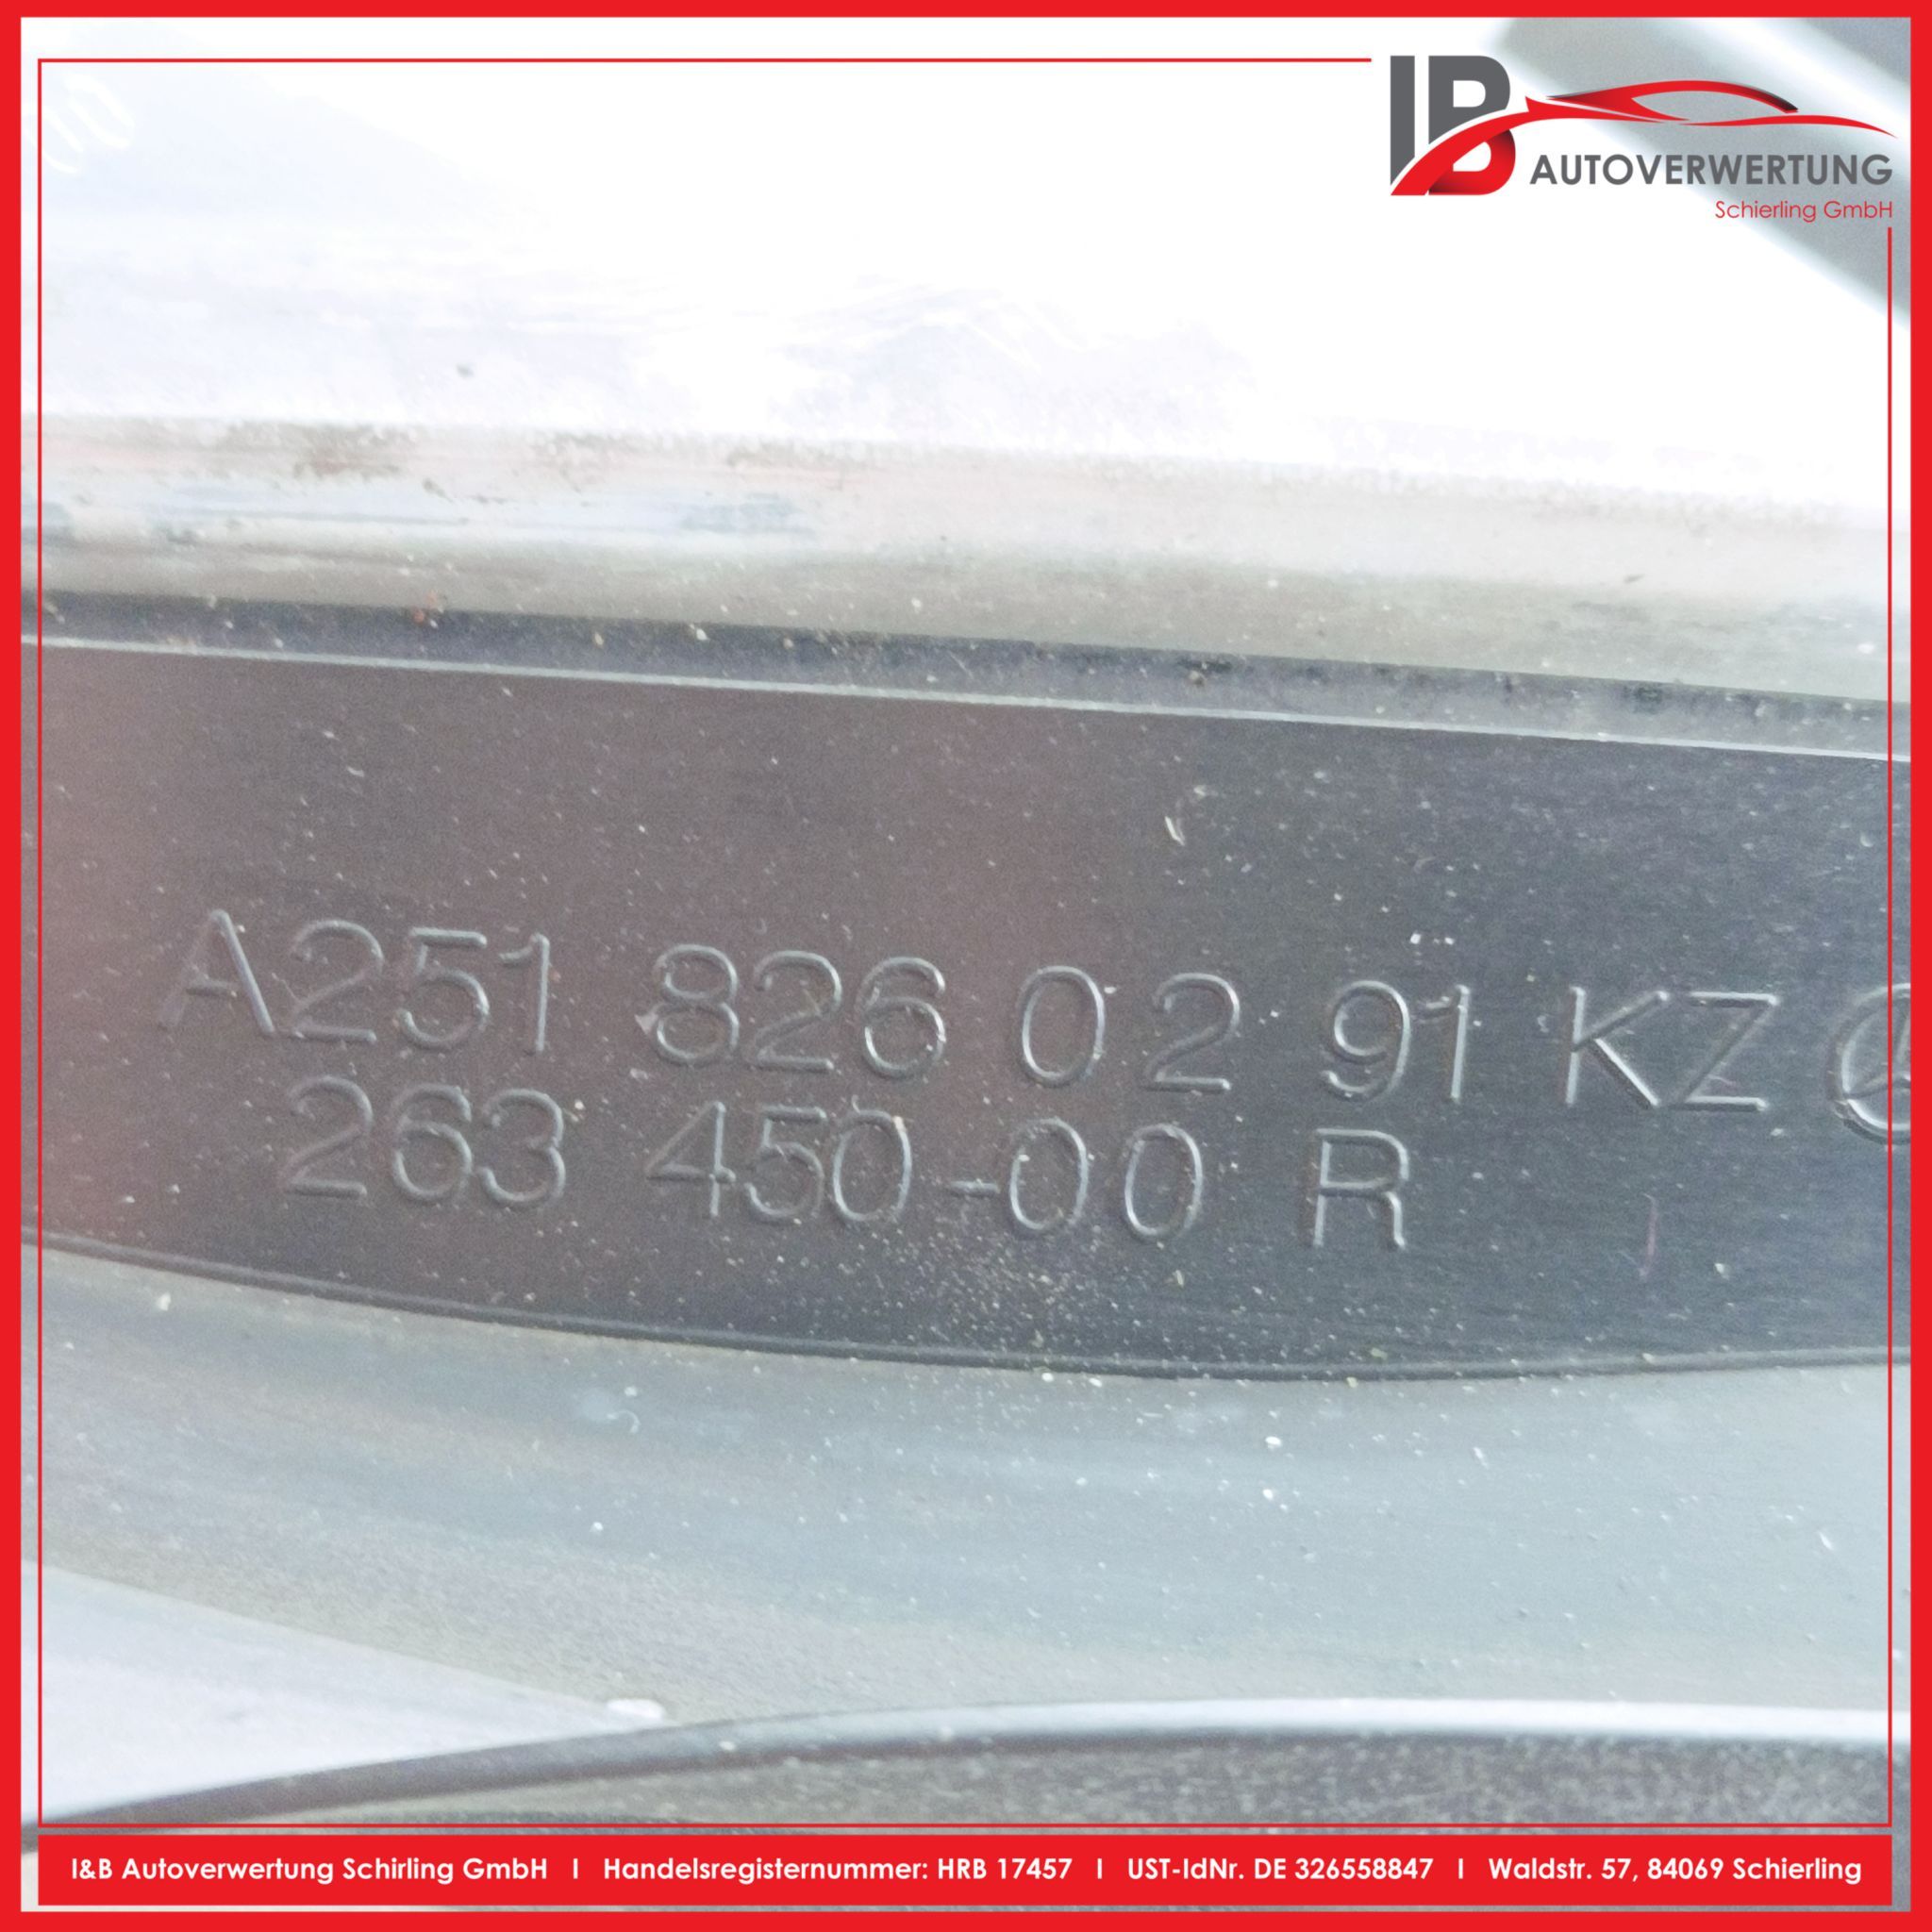 IB
AUTOVERWERTUNG
Schierling GmbH
A251 826 02 91 KZ
263 450-00 R
I&B Autoverwertung Schirling GmbH I Handelsregisternummer: HRB 17457 I UST-IdNr. DE 326558847 I Waldstr. 57, 84069 Schierling